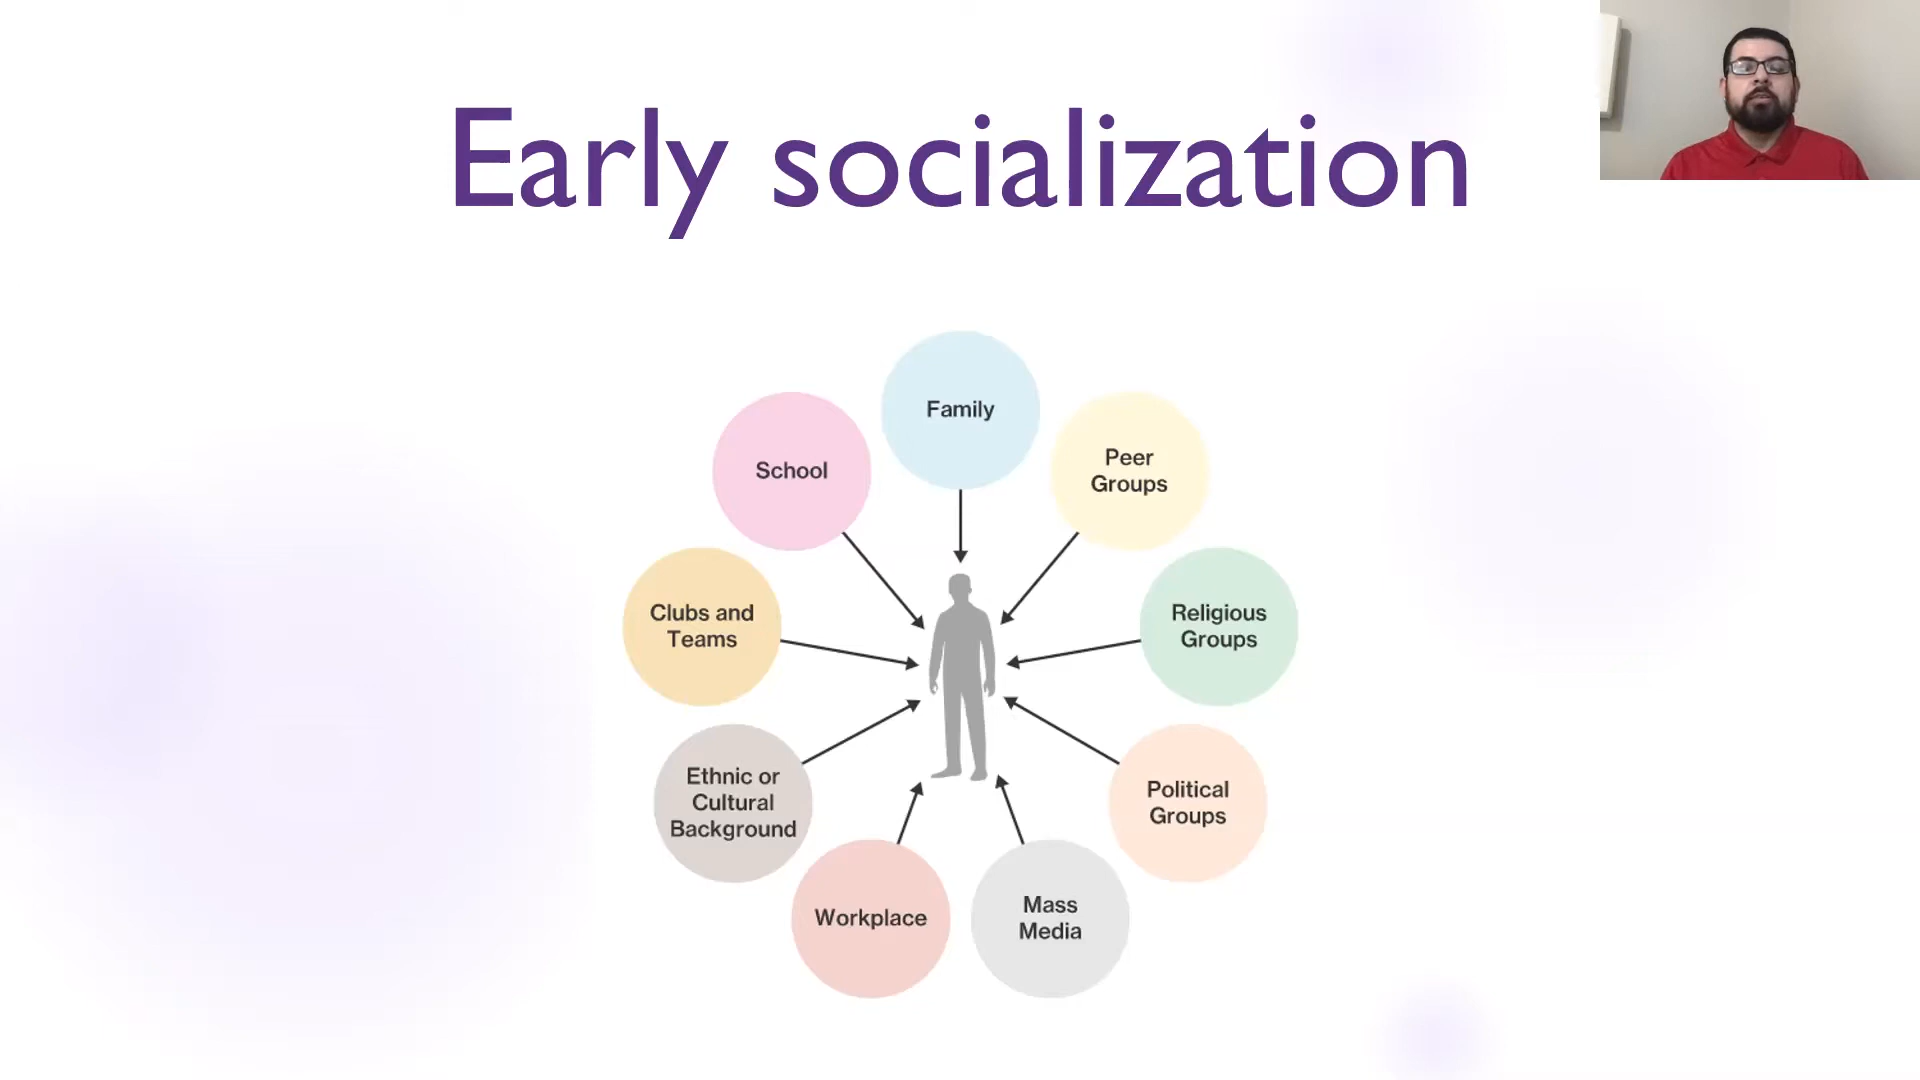 Early socialization
Family
School
Peer
Groups
Clubs and
Teams
Religious
Groups
Ethnic or
Cultural
Background
Political
Groups
Workplace
Mass
Media